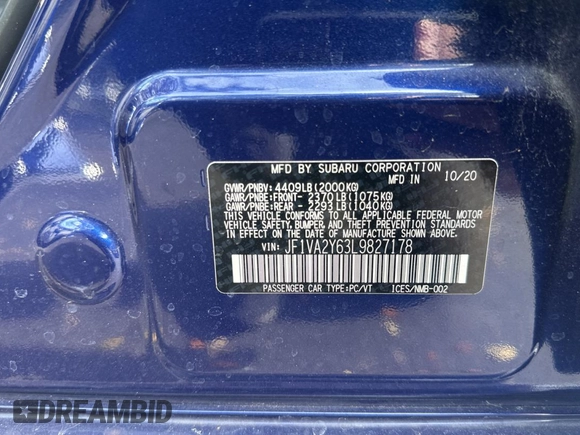 MFD BY SUBARU CORPORATION
MFD IN 10/20
GVWR/PNBV: 4409LB(2000KG)
GAWR/PNBE:FRONT- 2370LB(1075KG)
GAWR/PNBE:REAR - 2293LB(1040KG)
THIS VEHICLE CONFORMS TO ALL APPLICABLE FEDERAL MOTOR
VEHICLE SAFETY, BUMPER, AND THEFT PREVENTION STANDARDS
IN EFFECT ON THE DATE OF MANUFACTURE SHOWN ABOVE.
VIN: JF1VA2Y63L9827178
PASSENGER CAR TYPE:PC/VT ICES/NMB-002
DREAMBID